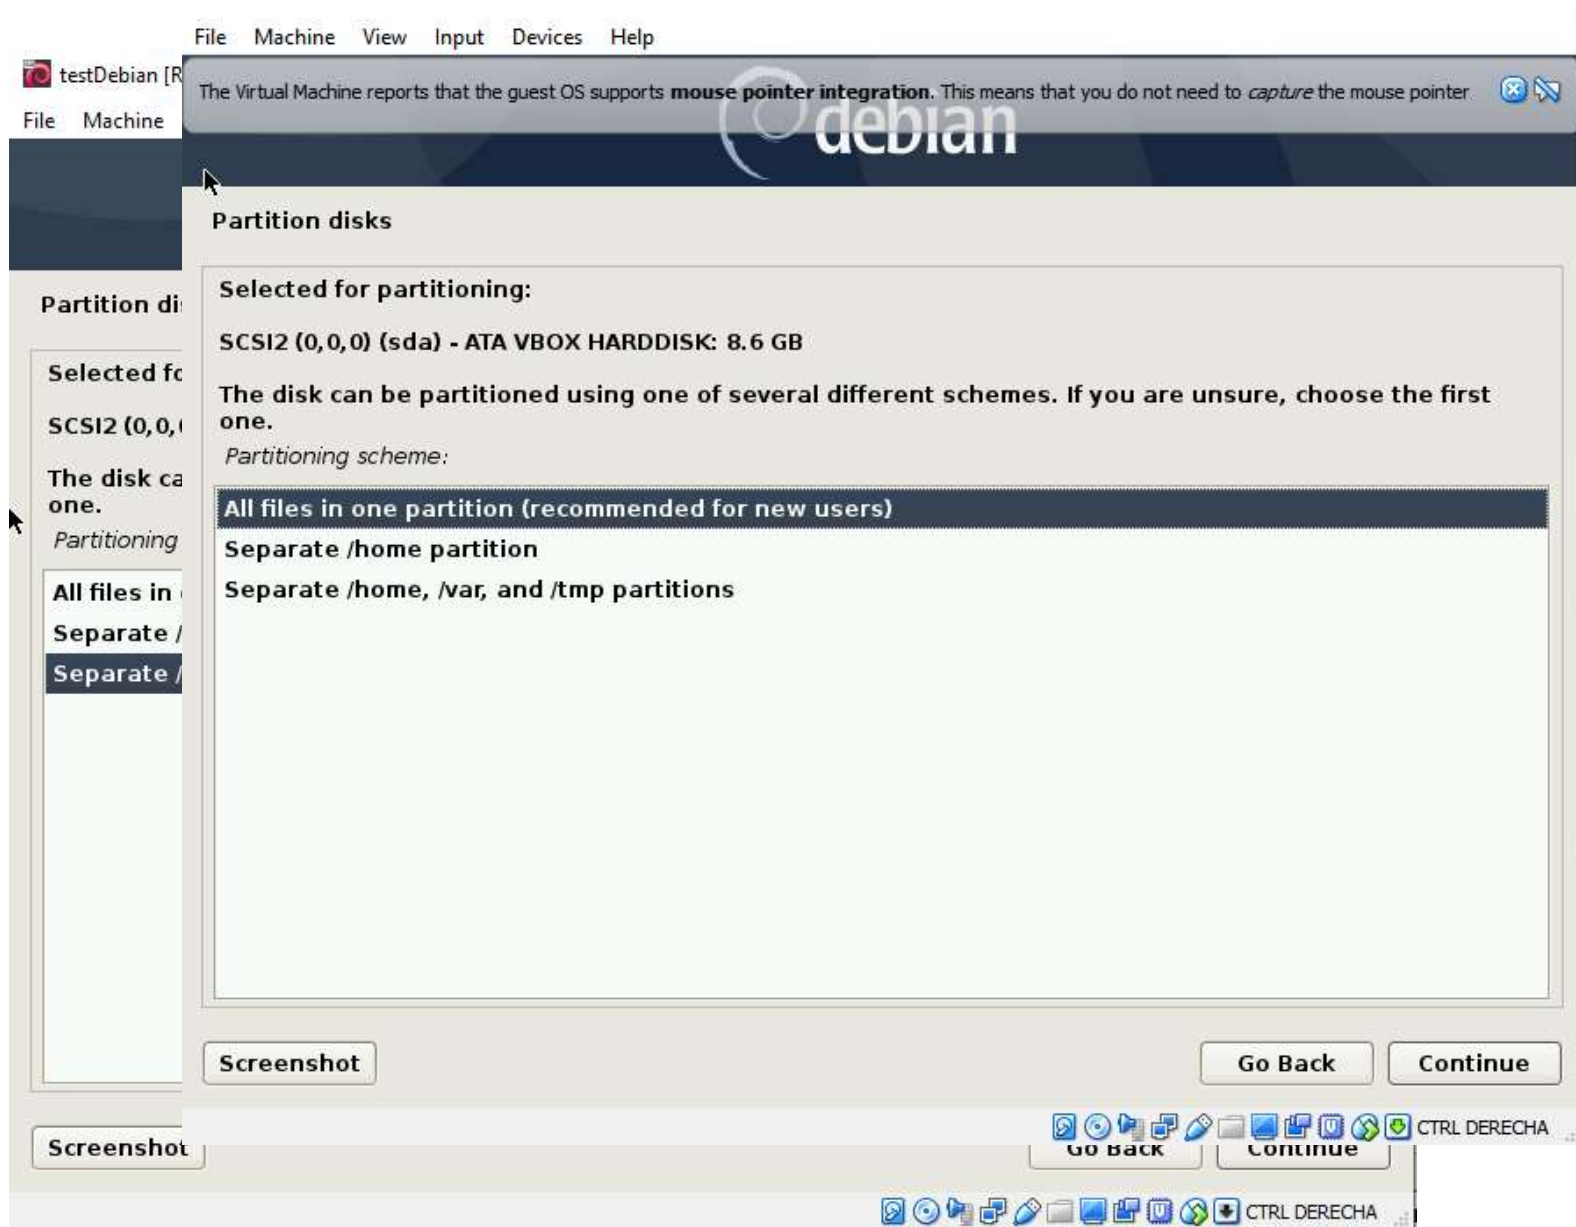 File Machine View Input Devices Help
testDebian [R
The Virtual Machine reports that the guest OS supports mouse pointer integration. This means that you do not need to capture the mouse pointer
File Machine
debian
Partition disks
Selected for partitioning:
SCSI2 (0,0,0) (sda) - ATA VBOX HARDDISK: 8.6 GB
The disk can be partitioned using one of several different schemes. If you are unsure, choose the first
one.
Partitioning scheme:
All files in one partition (recommended for new users)
Separate /home partition
Separate /home, /var, and /tmp partitions
Screenshot
Go Back
Continue
CTRL DERECHA
Partition di
Selected fo
SCSI2 (0,0,
The disk ca
one.
Partitioning
All files in
Separate /
Separate /
Screenshot
Go Back
Continue
CTRL DERECHA